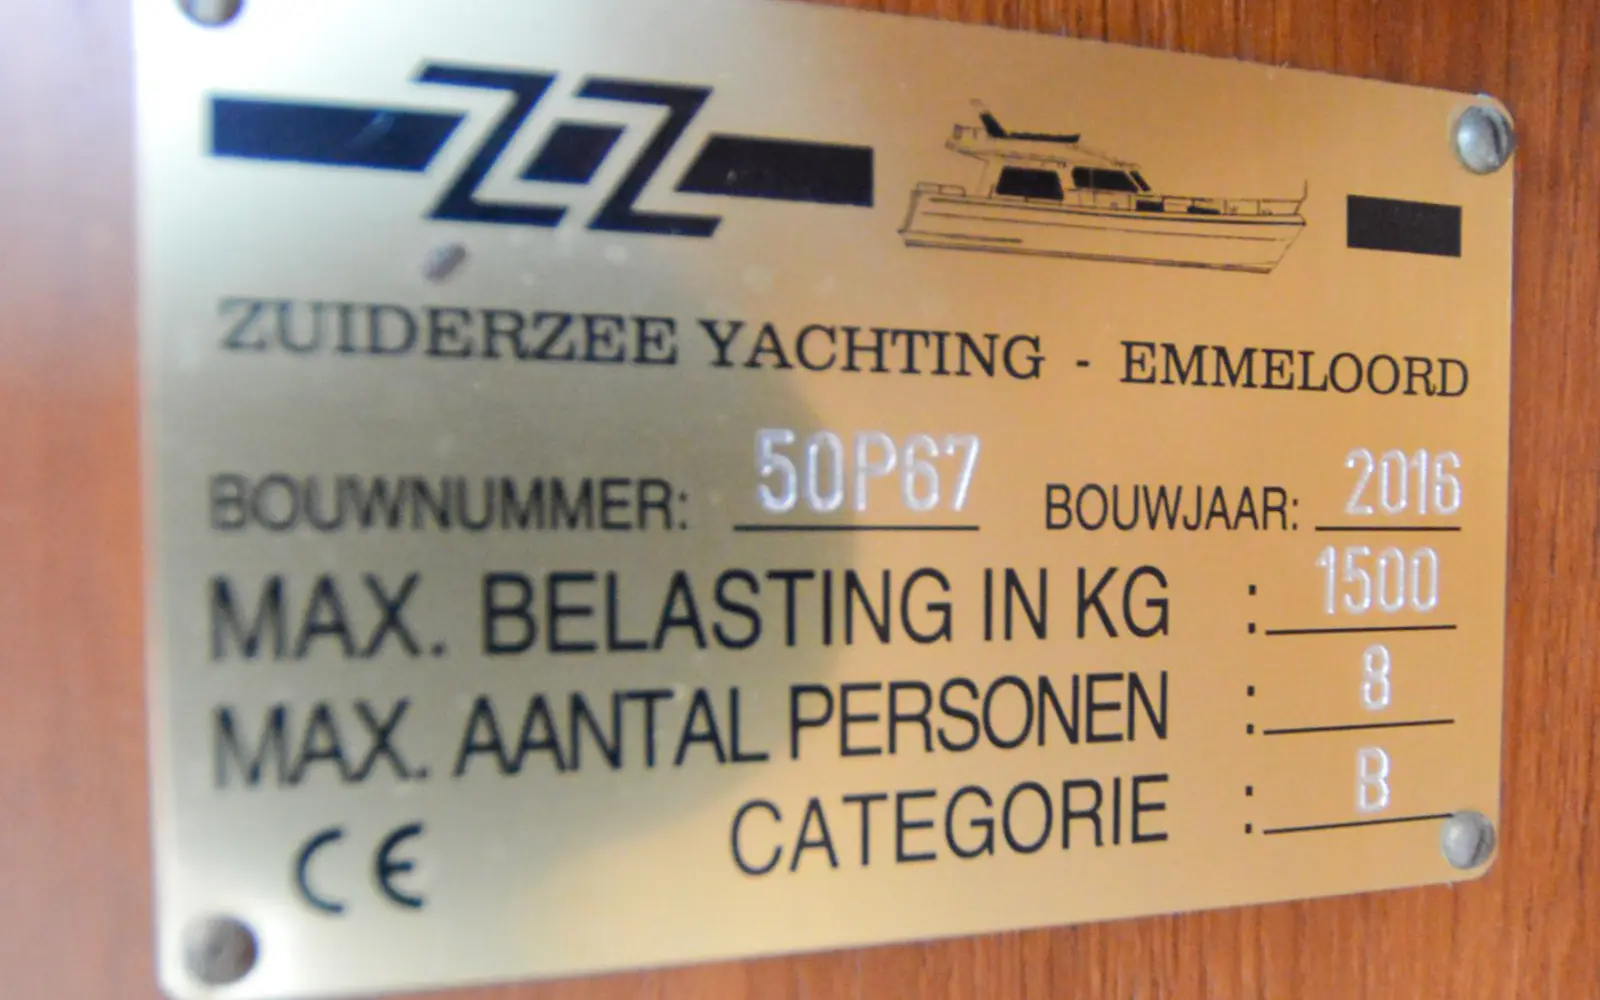 ZZ
ZUIDERZEE YACHTING - EMMELOORD
BOUWNUMMER: 50P67 BOUWJAAR: 2016
MAX. BELASTING IN KG : 1500
MAX. AANTAL PERSONEN : 8
CATEGORIE : B
CE